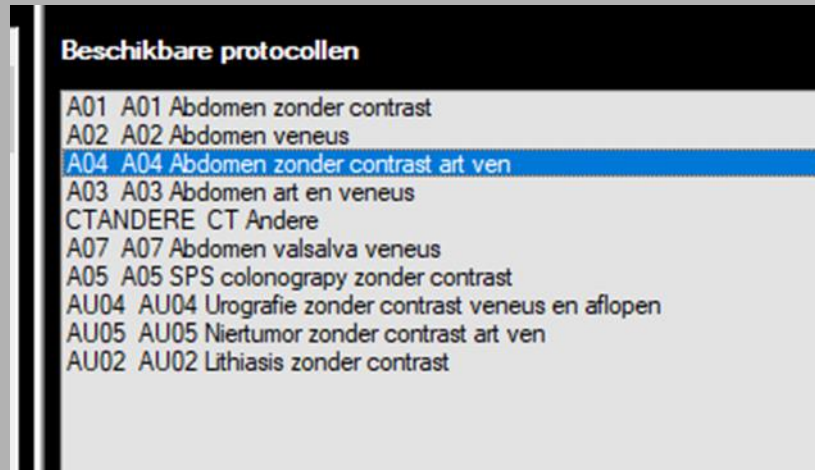 Beschikbare protocollen
A01 A01 Abdomen zonder contrast
A02 A02 Abdomen veneus
A04 A04 Abdomen zonder contrast art ven
A03 A03 Abdomen art en veneus
CTANDERE CT Andere
A07 A07 Abdomen valsalva veneus
A05 A05 SPS colonograpy zonder contrast
AU04 AU04 Urografie zonder contrast veneus en aflopen
AU05 AU05 Niertumor zonder contrast art ven
AU02 AU02 Lithiasis zonder contrast